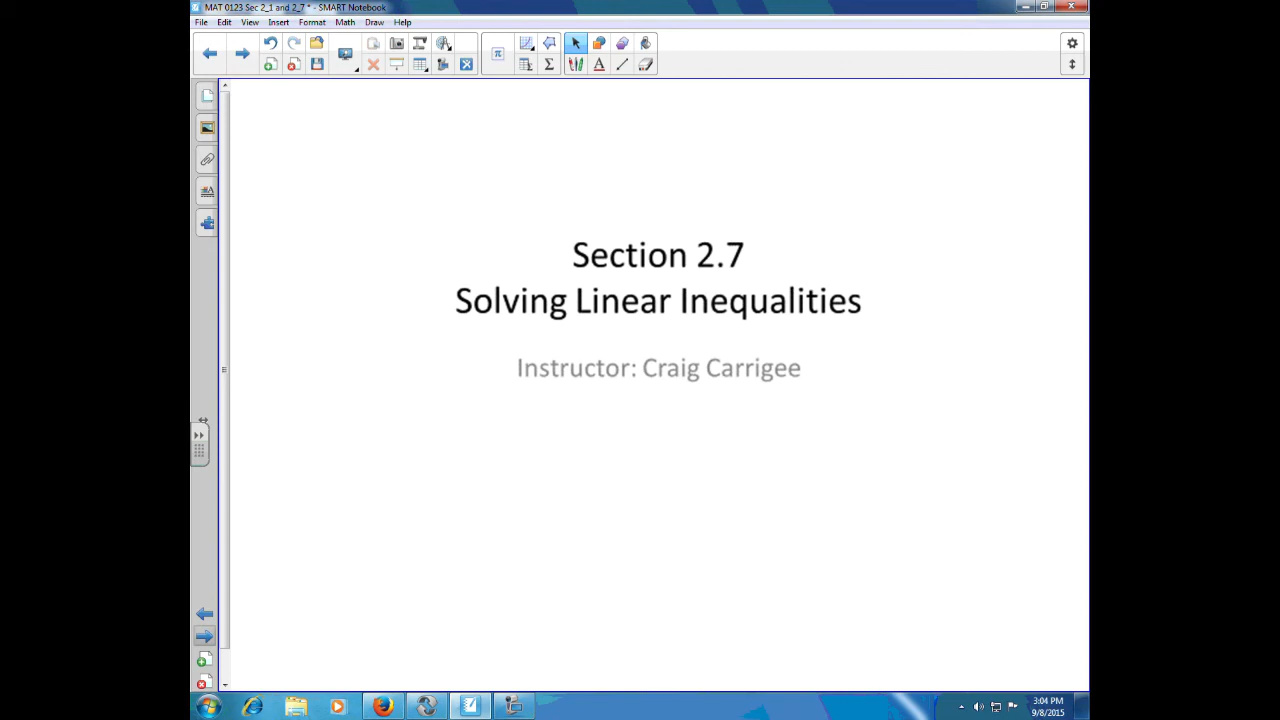 MAT 0123 Sec 2_1 and 2_7 * - SMART Notebook
File Edit View Insert Format Math Draw Help
Section 2.7
Solving Linear Inequalities
Instructor: Craig Carrigee
3:04 PM
9/8/2015